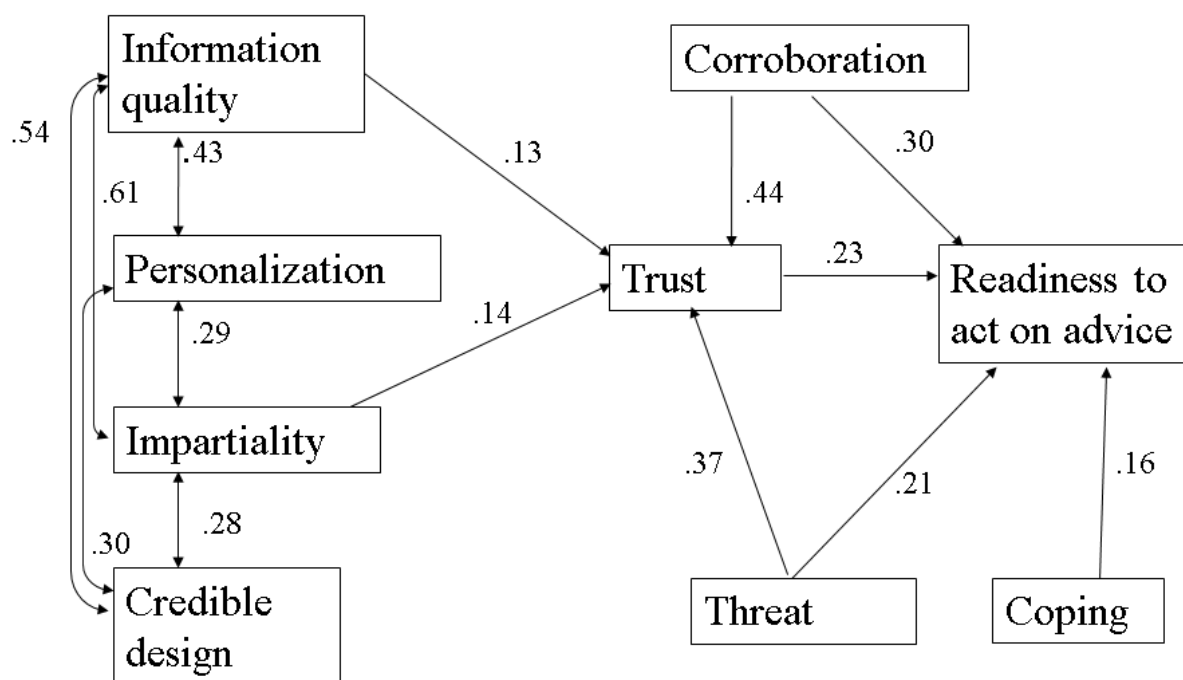 Information
quality
Corroboration
.54
.43
.13
.30
.61
.44
Personalization
Trust
.23
Readiness to
act on advice
.29
.14
Impartiality
.37
.21
.16
.28
.30
Credible
design
Threat
Coping